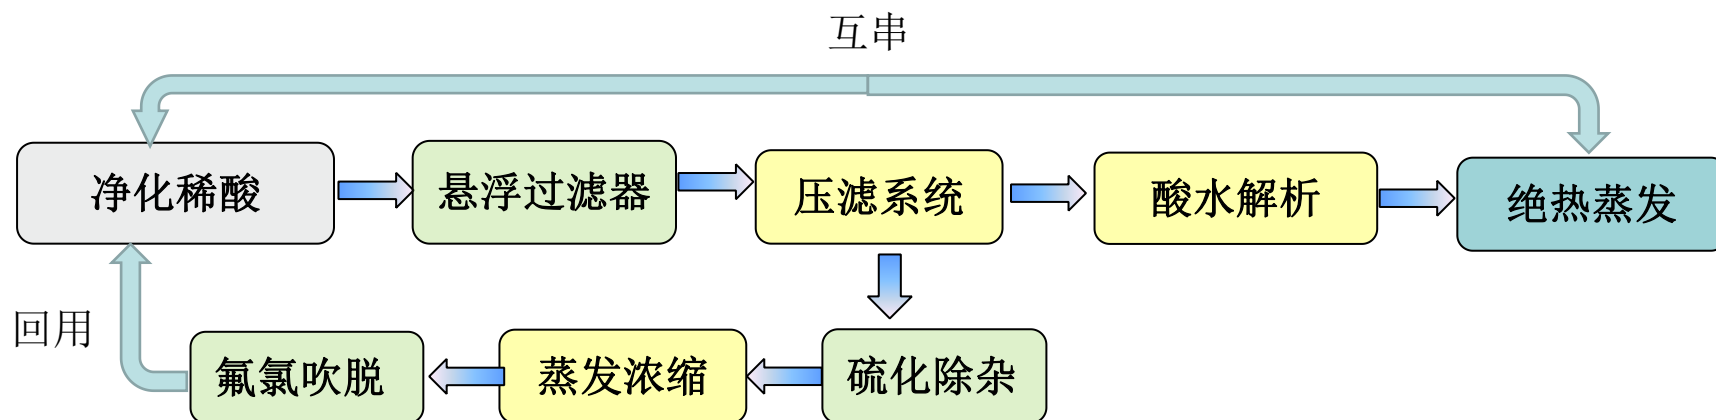 互串
净化稀酸
悬浮过滤器
压滤系统
酸水解析
绝热蒸发
回用
氟氯吹脱
蒸发浓缩
硫化除杂